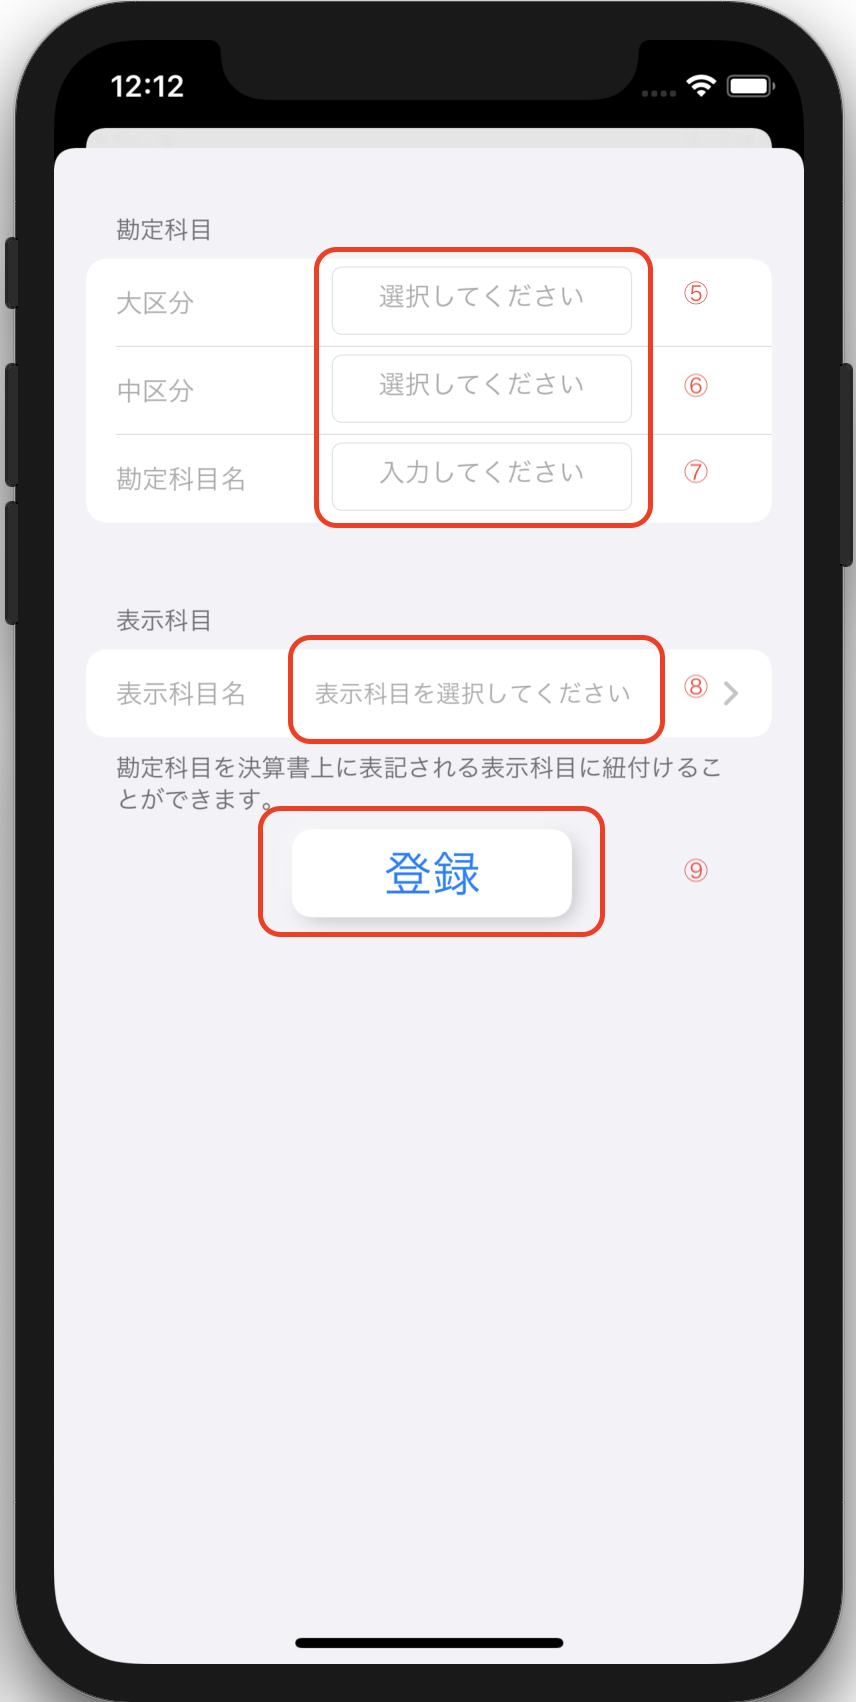 12:12
勘定科目
大区分 選択してください ⑤
中区分 選択してください ⑥
勘定科目名 入力してください ⑦
表示科目
表示科目名 表示科目を選択してください ⑧
勘定科目を決算書上に表記される表示科目に紐付けるこ
とができます。
登録 ⑨